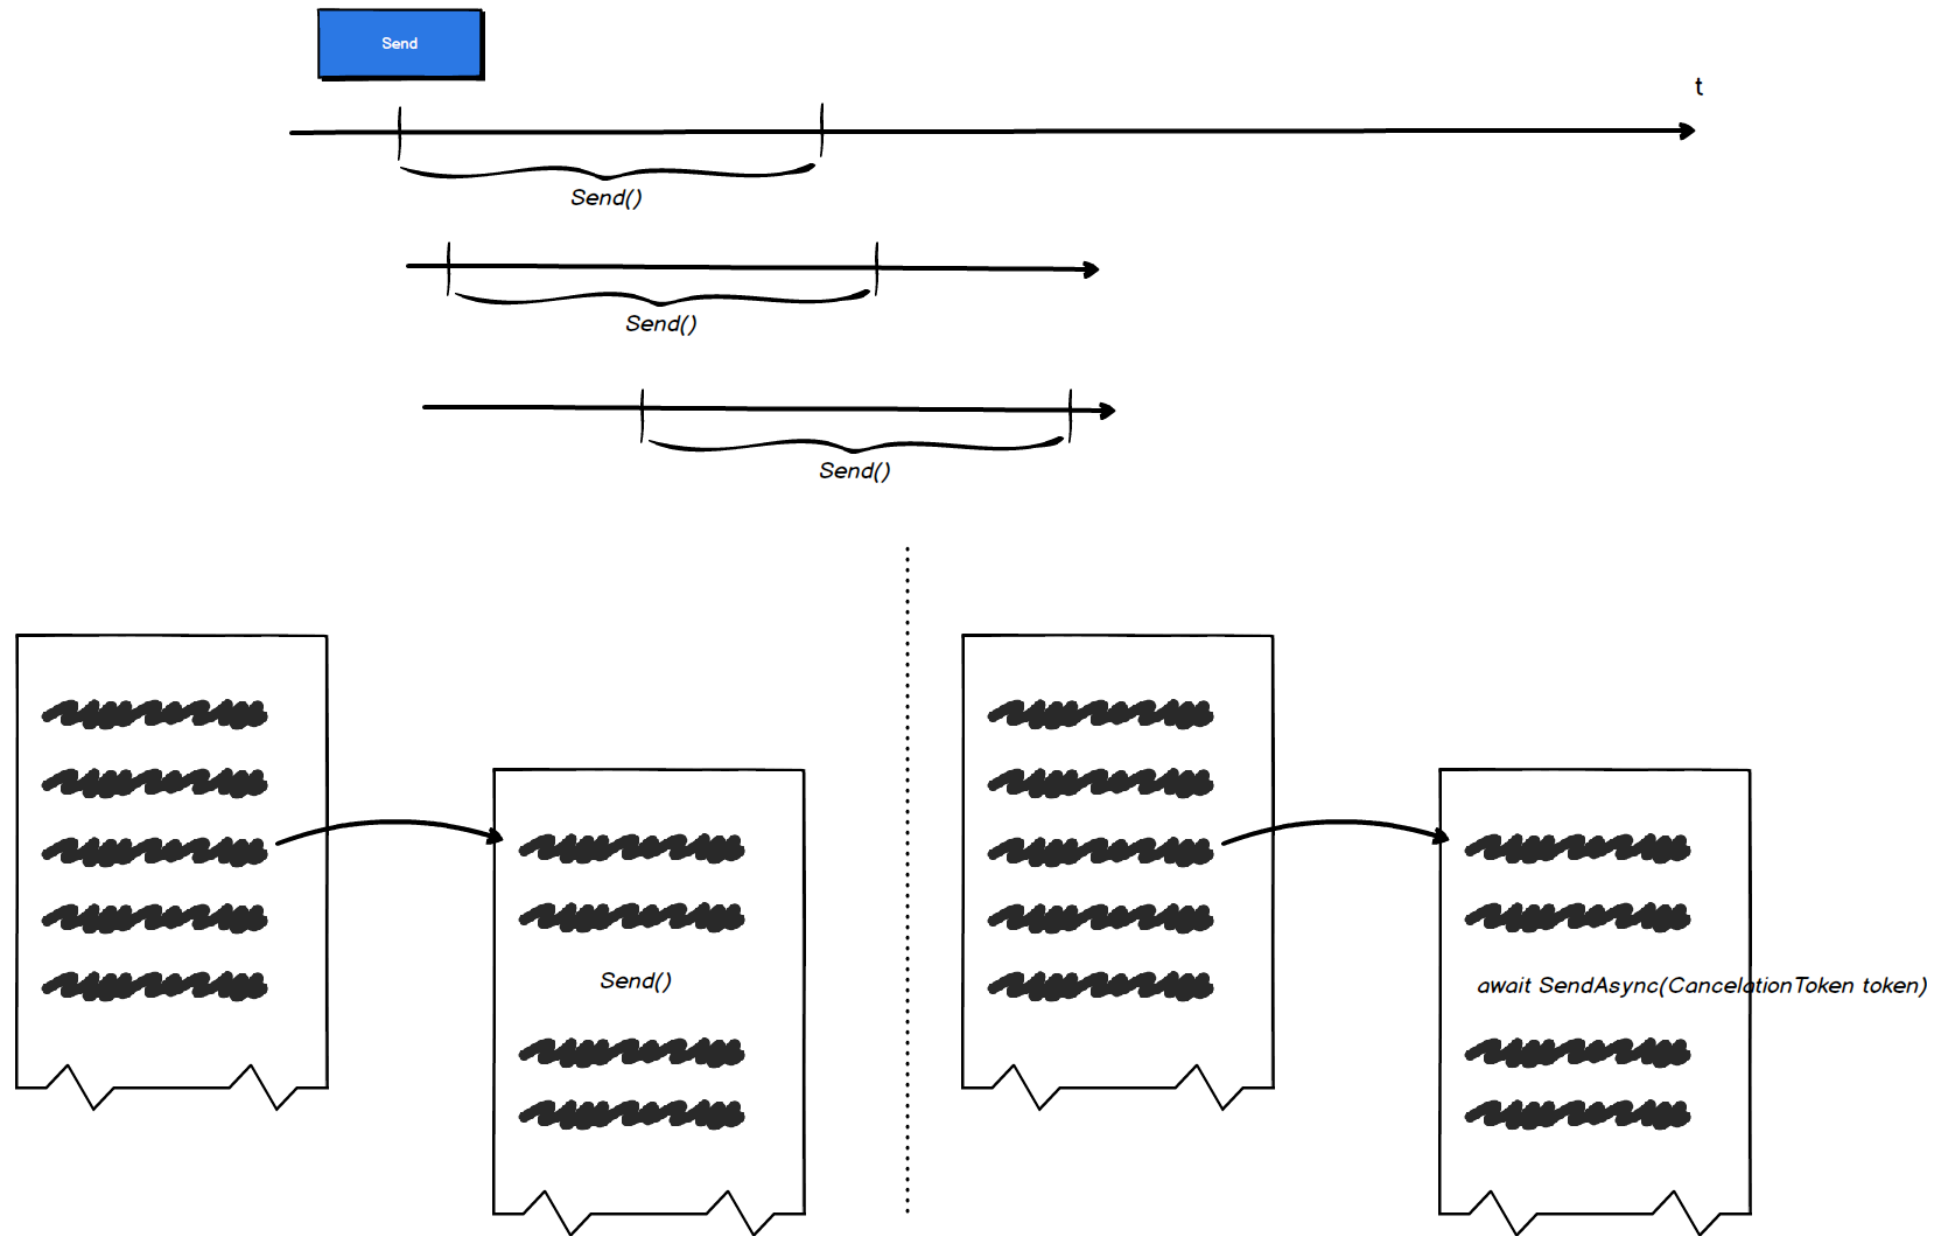 Send
t
Send()
Send()
Send()
Send()
await SendAsync(CancelationToken token)